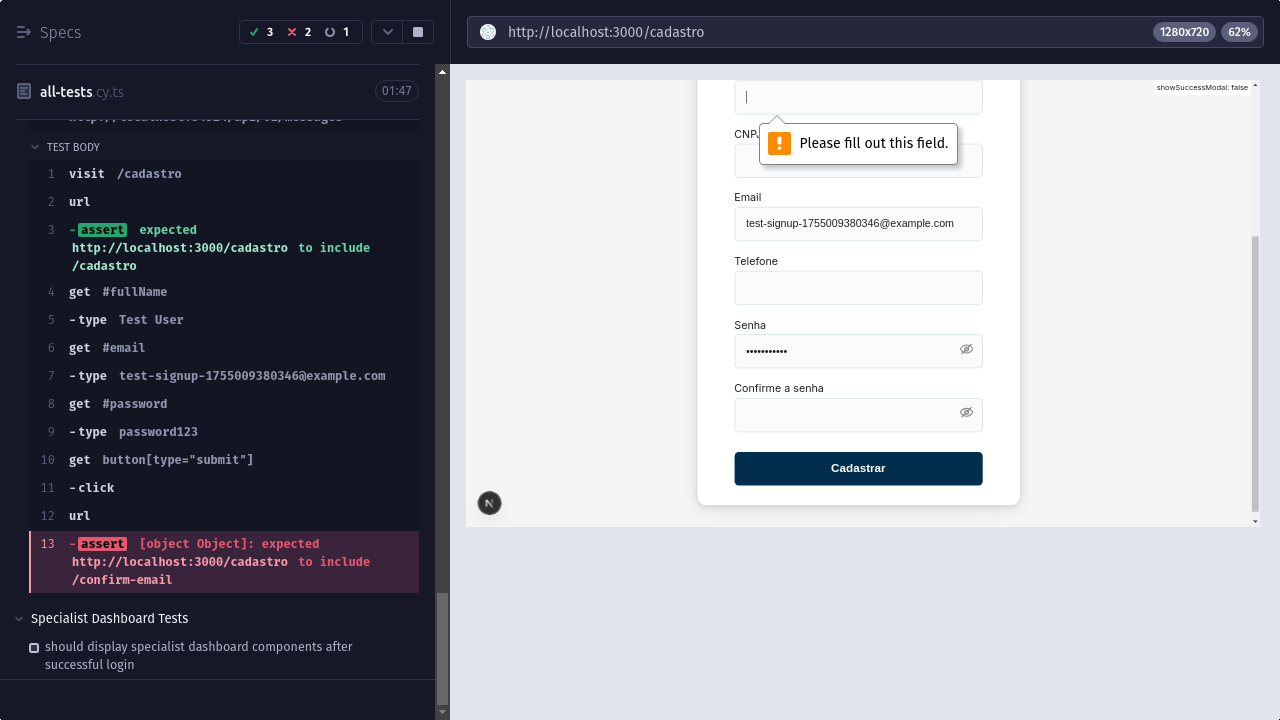 Specs
3 2 1
all-tests.cy.ts
01:47
TEST BODY
1 visit /cadastro
2 url
3 -assert expected
http://localhost:3000/cadastro to include
/cadastro
4 get #fullName
5 -type Test User
6 get #email
7 -type test-signup-1755009380346@example.com
8 get #password
9 -type password123
10 get button[type="submit"]
11 -click
12 url
13 -assert [object Object]: expected
http://localhost:3000/cadastro to include
/confirm-email
Specialist Dashboard Tests
should display specialist dashboard components after
successful login
http://localhost:3000/cadastro
1280x720 62%
showSuccessModal: false
CNPJ
Please fill out this field.
Email
test-signup-1755009380346@example.com
Telefone
Senha
•••••••••••
Confirme a senha
Cadastrar
N